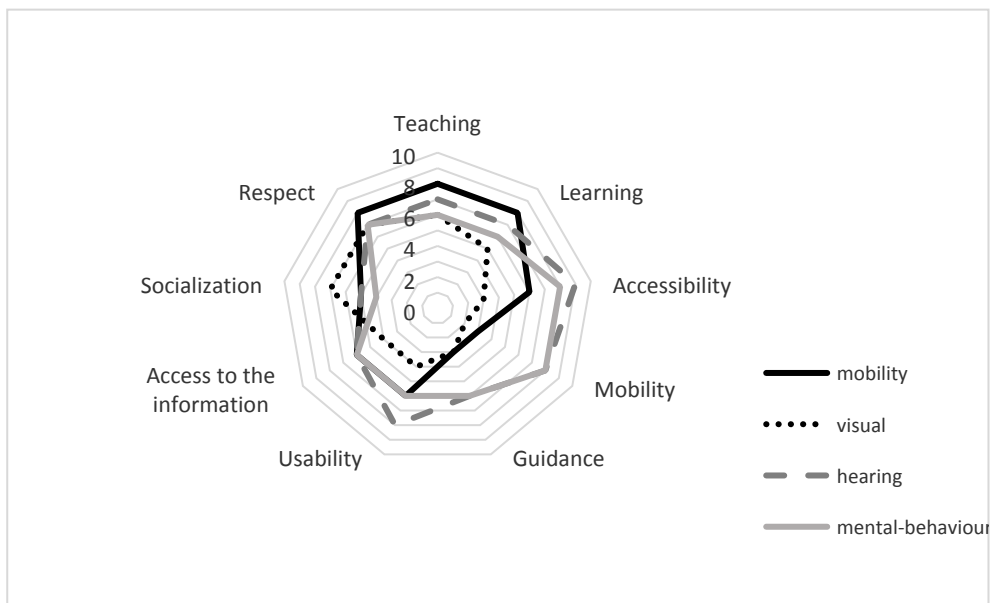 Teaching
10
8
6
4
2
0
Learning
Accessibility
Mobility
Guidance
Usability
Access to the
information
Socialization
Respect
mobility
visual
hearing
mental-behaviour